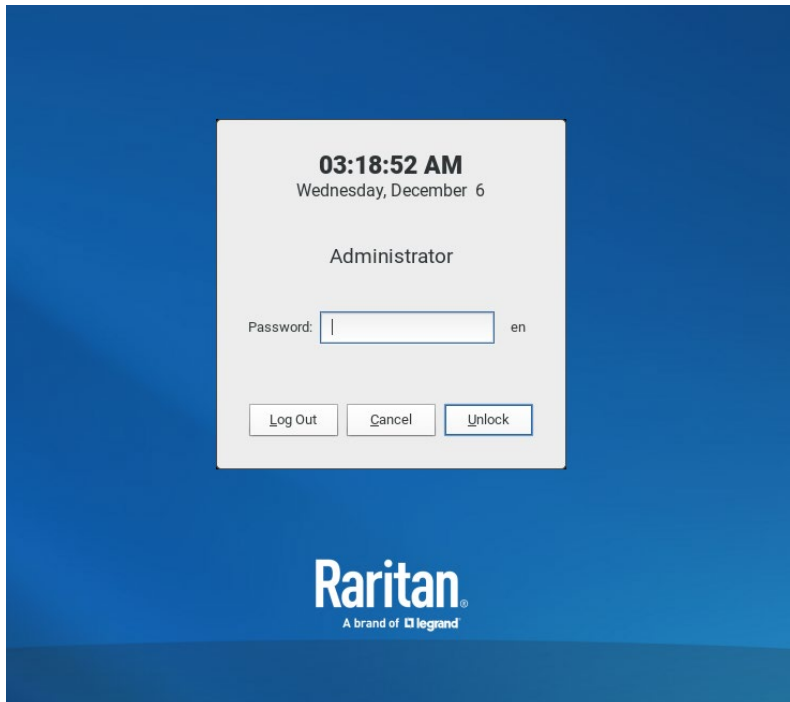 03:18:52 AM
Wednesday, December  6
Administrator
Password: en
Log Out Cancel Unlock
Raritan®
A brand of legrand®